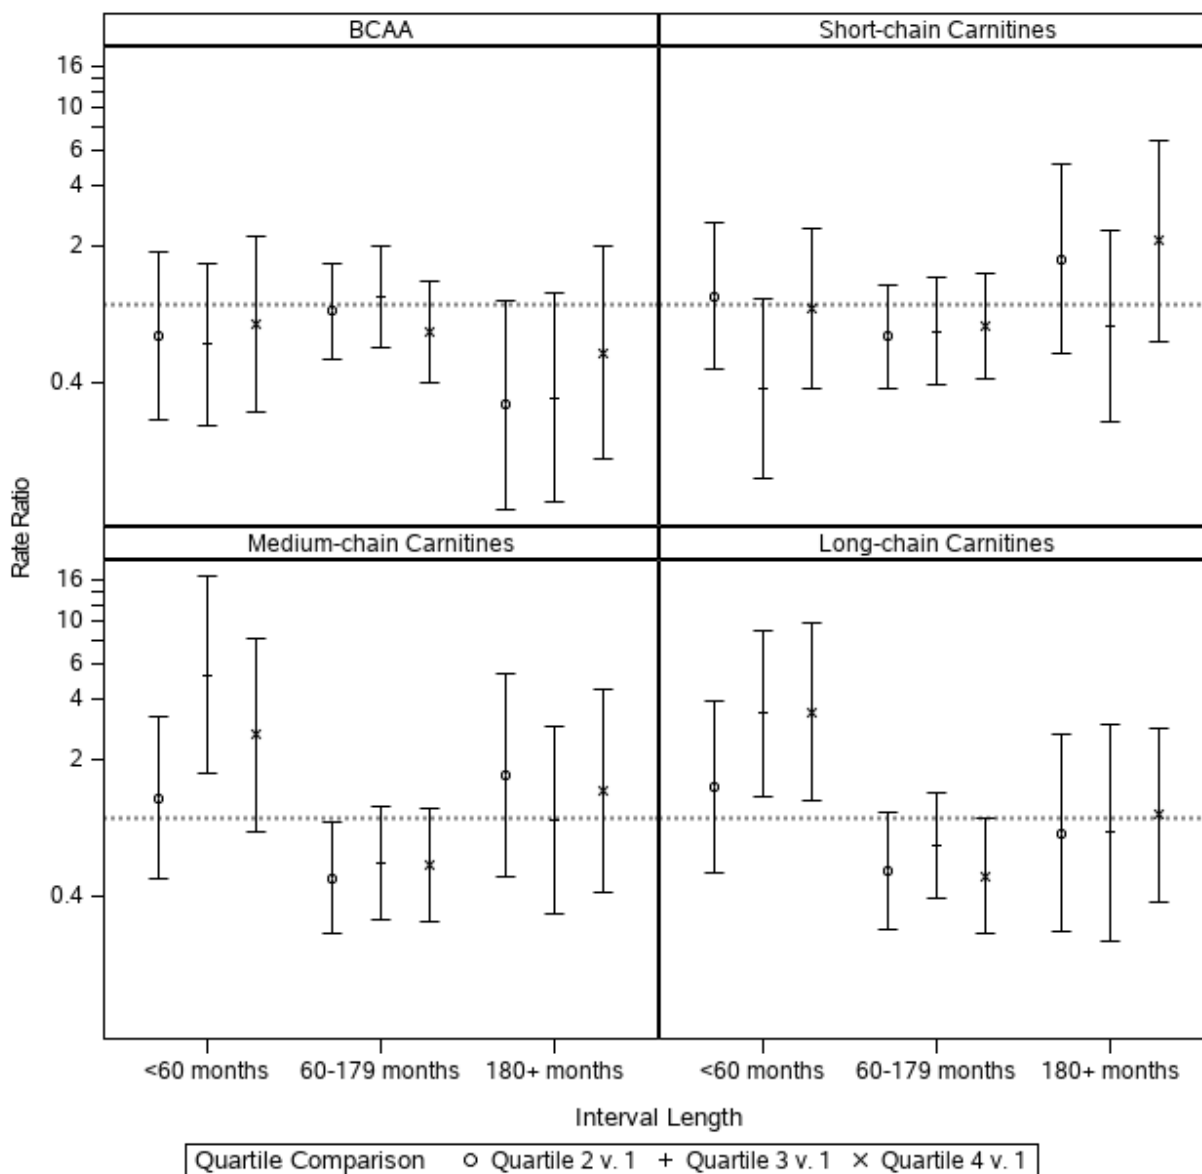 BCAA
Short-chain Carnitines
16
10
6
4
2
0.4
Rate Ratio
Medium-chain Carnitines
Long-chain Carnitines
16
10
6
4
2
0.4
<60 months 60-179 months 180+ months
<60 months 60-179 months 180+ months
Interval Length
Quartile Comparison Quartile 2 v. 1 Quartile 3 v. 1 Quartile 4 v. 1